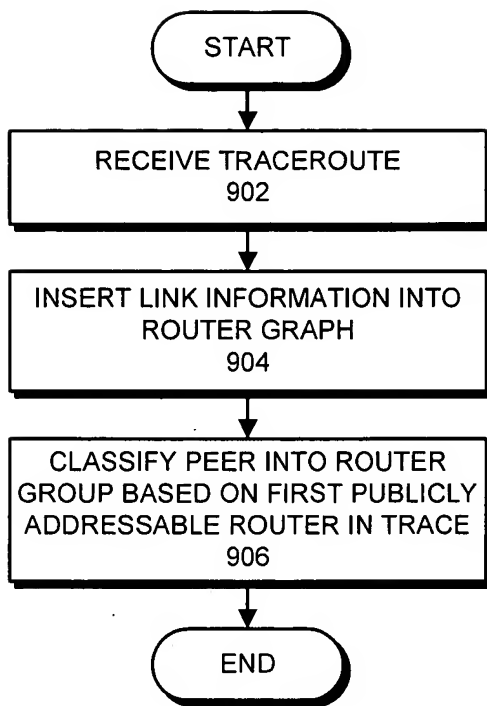 START
RECEIVE TRACEROUTE
902
INSERT LINK INFORMATION INTO
ROUTER GRAPH
904
CLASSIFY PEER INTO ROUTER
GROUP BASED ON FIRST PUBLICLY
ADDRESSABLE ROUTER IN TRACE
906
END